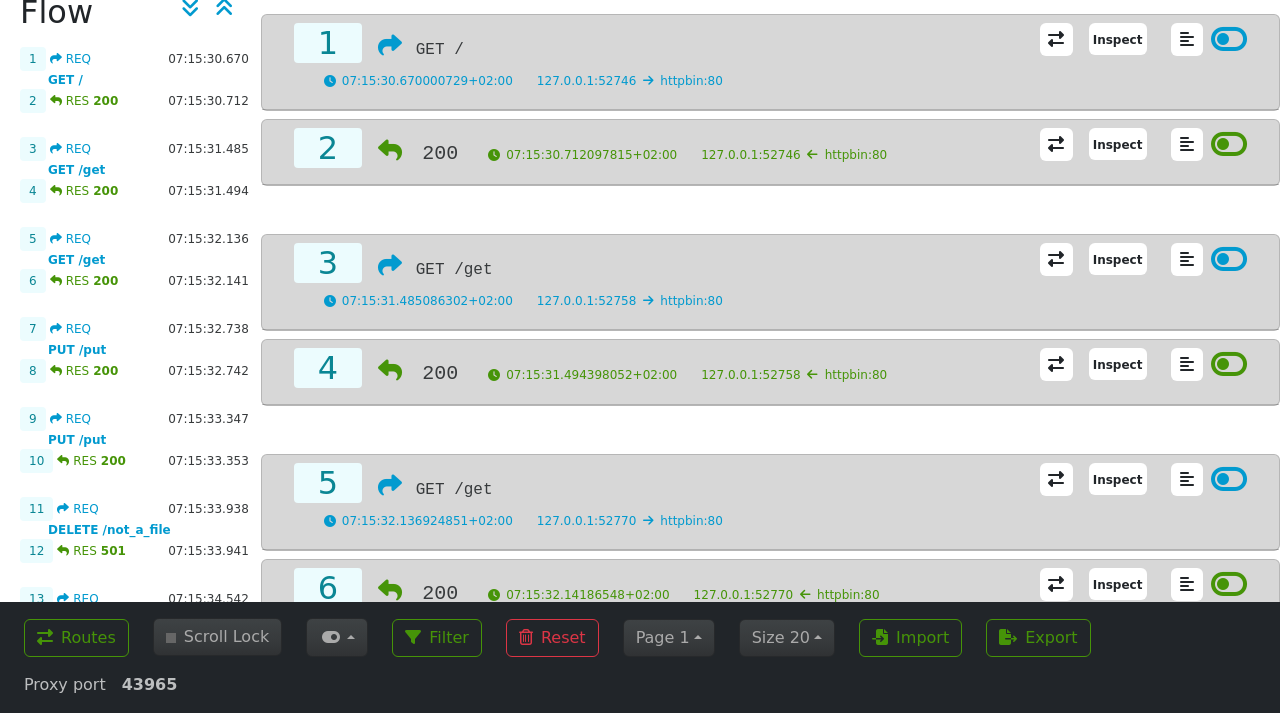 Flow
1 REQ 07:15:30.670
GET /
2 RES 200 07:15:30.712
3 REQ 07:15:31.485
GET /get
4 RES 200 07:15:31.494
5 REQ 07:15:32.136
GET /get
6 RES 200 07:15:32.141
7 REQ 07:15:32.738
PUT /put
8 RES 200 07:15:32.742
9 REQ 07:15:33.347
PUT /put
10 RES 200 07:15:33.353
11 REQ 07:15:33.938
DELETE /not_a_file
12 RES 501 07:15:33.941
13 REQ 07:15:34.542
1 GET / Inspect
07:15:30.670000729+02:00 127.0.0.1:52746 → httpbin:80
2 200 07:15:30.712097815+02:00 127.0.0.1:52746 ← httpbin:80 Inspect
3 GET /get Inspect
07:15:31.485086302+02:00 127.0.0.1:52758 → httpbin:80
4 200 07:15:31.494398052+02:00 127.0.0.1:52758 ← httpbin:80 Inspect
5 GET /get Inspect
07:15:32.136924851+02:00 127.0.0.1:52770 → httpbin:80
6 200 07:15:32.14186548+02:00 127.0.0.1:52770 ← httpbin:80 Inspect
Routes Scroll Lock Filter Reset Page 1 Size 20 Import Export
Proxy port 43965